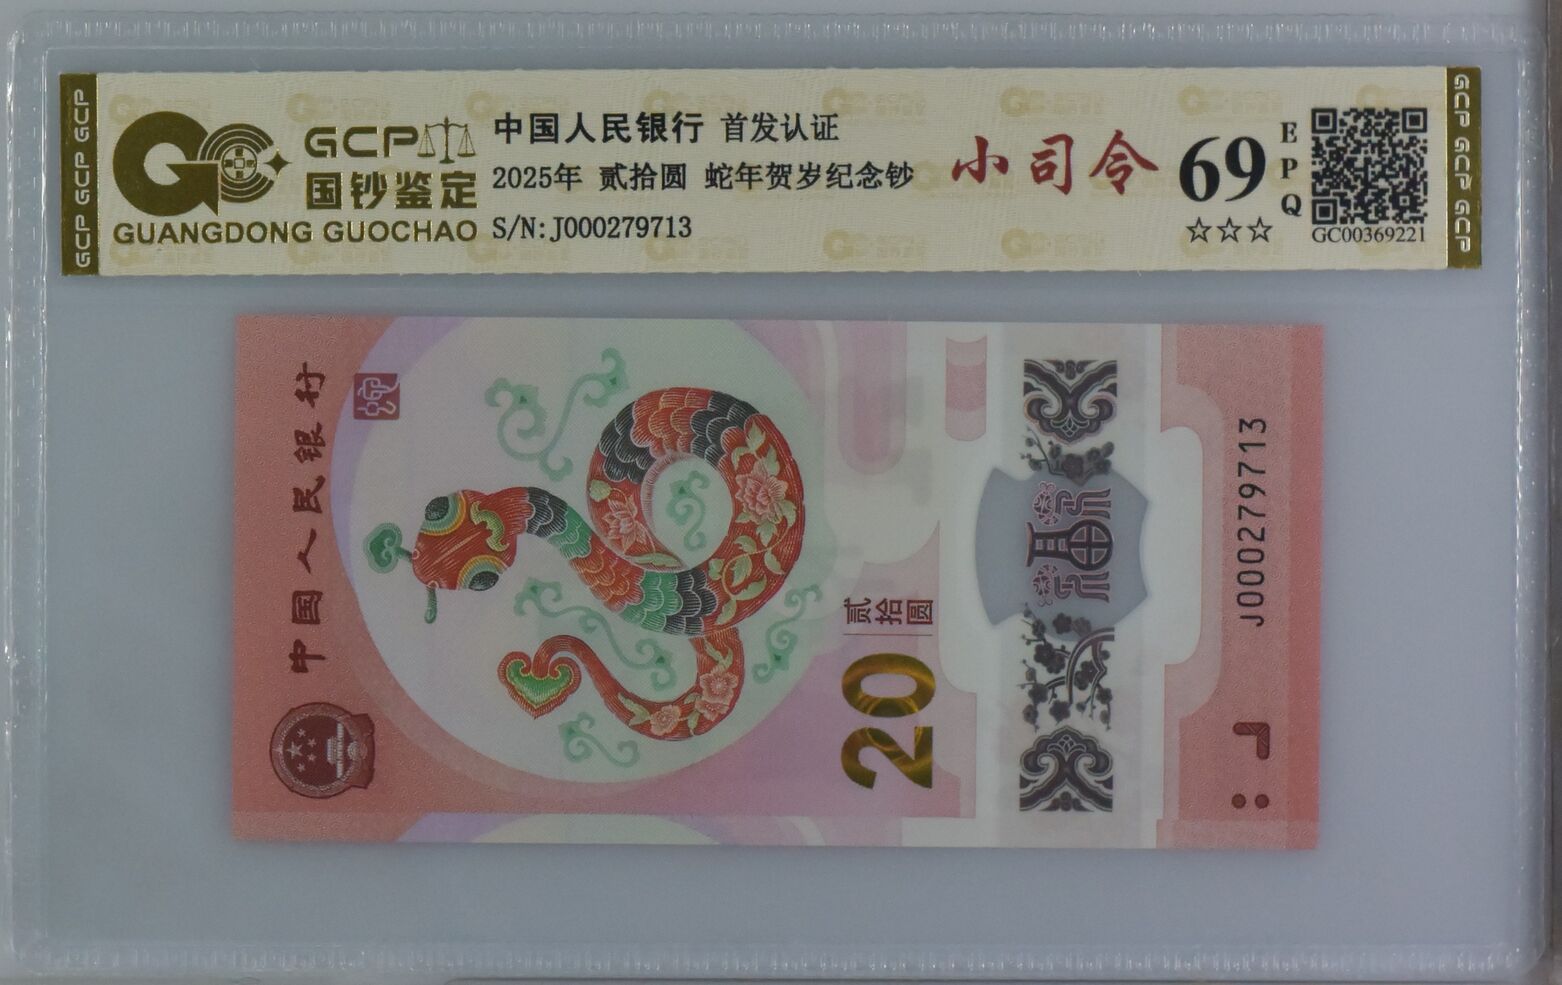 GCP GCP GCP
GCP
国钞鉴定
GUANGDONG GUOCHAO
中国人民银行 首发认证
2025年 贰拾圆 蛇年贺岁纪念钞
S/N:J000279713
小司令
69
EPQ
☆☆☆
GC00369221
GCP GCP GCP
中国人民银行
贰拾圆
20
福
J000279713